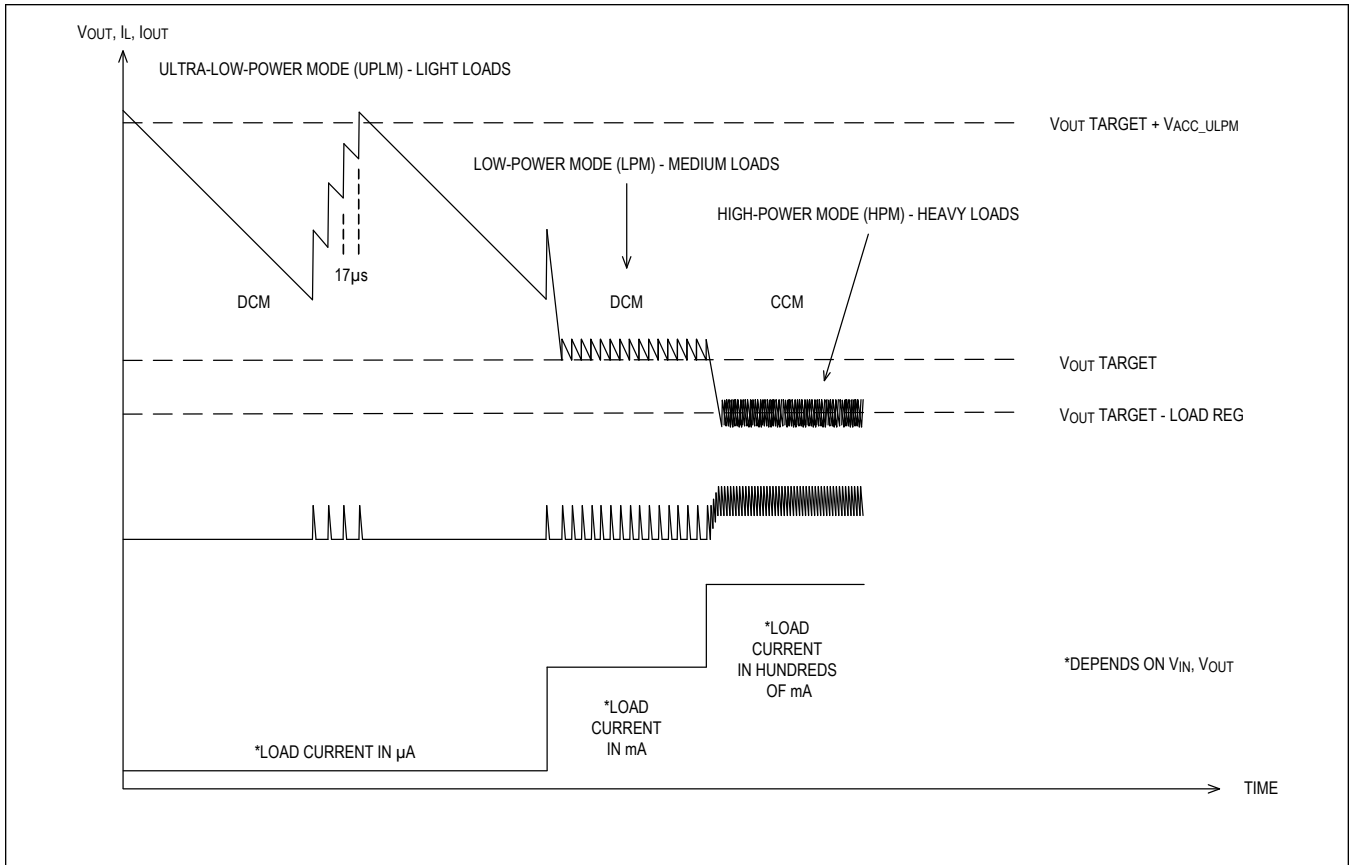 VOUT, IL, IOUT
ULTRA-LOW-POWER MODE (UPLM) - LIGHT LOADS
VOUT TARGET + VACC_ULPM
LOW-POWER MODE (LPM) - MEDIUM LOADS
HIGH-POWER MODE (HPM) - HEAVY LOADS
17µs
DCM
DCM
CCM
VOUT TARGET
VOUT TARGET - LOAD REG
*LOAD
CURRENT
IN HUNDREDS
OF mA
*DEPENDS ON VIN, VOUT
*LOAD
CURRENT
IN mA
*LOAD CURRENT IN µA
TIME